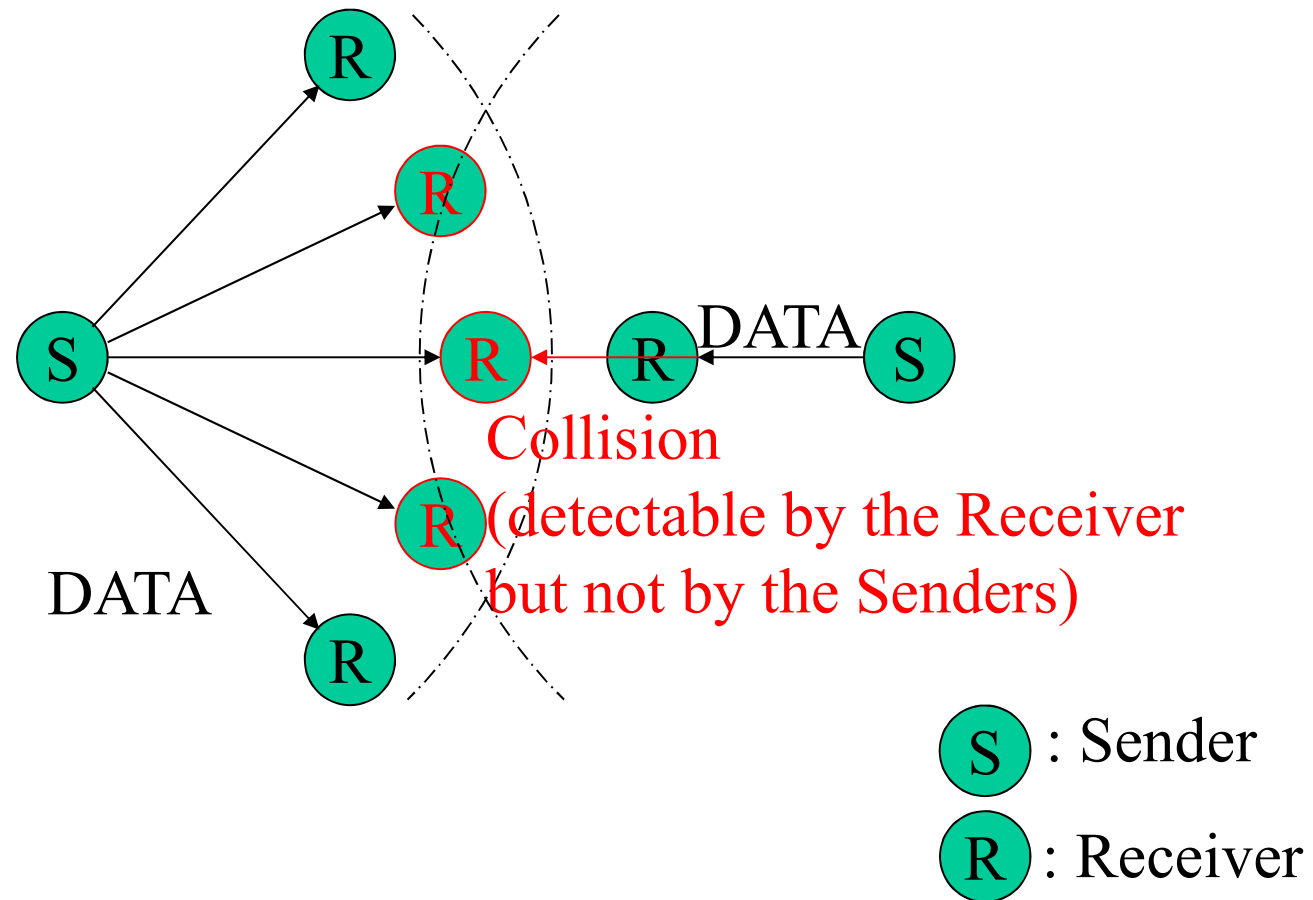 R
R
S
R
R
DATA
S
Collision
(detectable by the Receiver
R
but not by the Senders)
DATA
R
S : Sender
R : Receiver